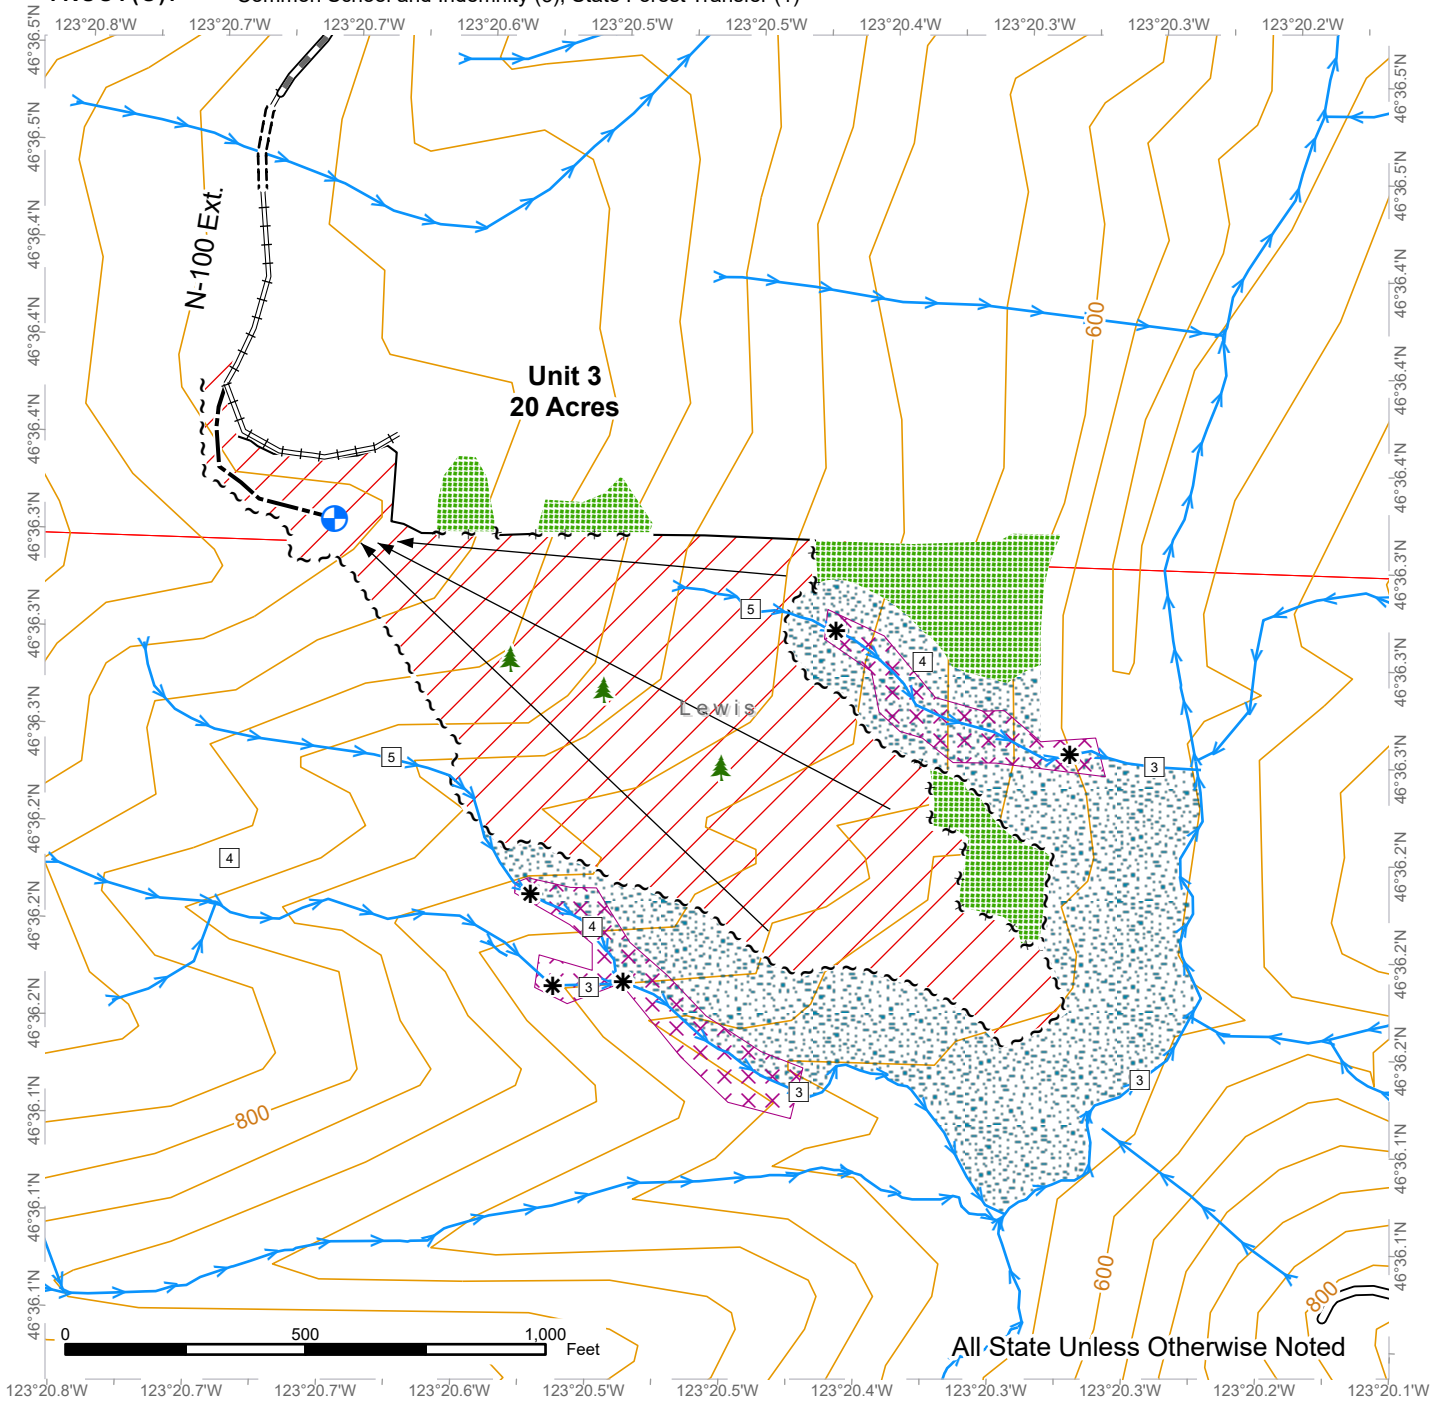 TRUST(S): Common School and Indemnity (3), State Forest Transfer (1)
123°20.8'W 123°20.7'W 123°20.7'W 123°20.6'W 123°20.5'W 123°20.5'W 123°20.4'W 123°20.3'W 123°20.3'W 123°20.2'W
46°36.5'N
46°36.5'N
46°36.4'N
46°36.4'N
46°36.4'N
46°36.3'N
46°36.3'N
46°36.3'N
46°36.2'N
46°36.2'N
46°36.2'N
46°36.1'N
46°36.1'N
46°36.1'N
46°36.5'N
46°36.5'N
46°36.4'N
46°36.4'N
46°36.4'N
46°36.3'N
46°36.3'N
46°36.3'N
46°36.2'N
46°36.2'N
46°36.2'N
46°36.1'N
46°36.1'N
N-100 Ext.
600
Unit 3
20 Acres
5
4
Lewis
5
3
4
4
3
3
3
800
600
800
0 500 1,000
Feet
All State Unless Otherwise Noted
123°20.8'W 123°20.7'W 123°20.7'W 123°20.6'W 123°20.5'W 123°20.5'W 123°20.4'W 123°20.3'W 123°20.3'W 123°20.2'W 123°20.1'W